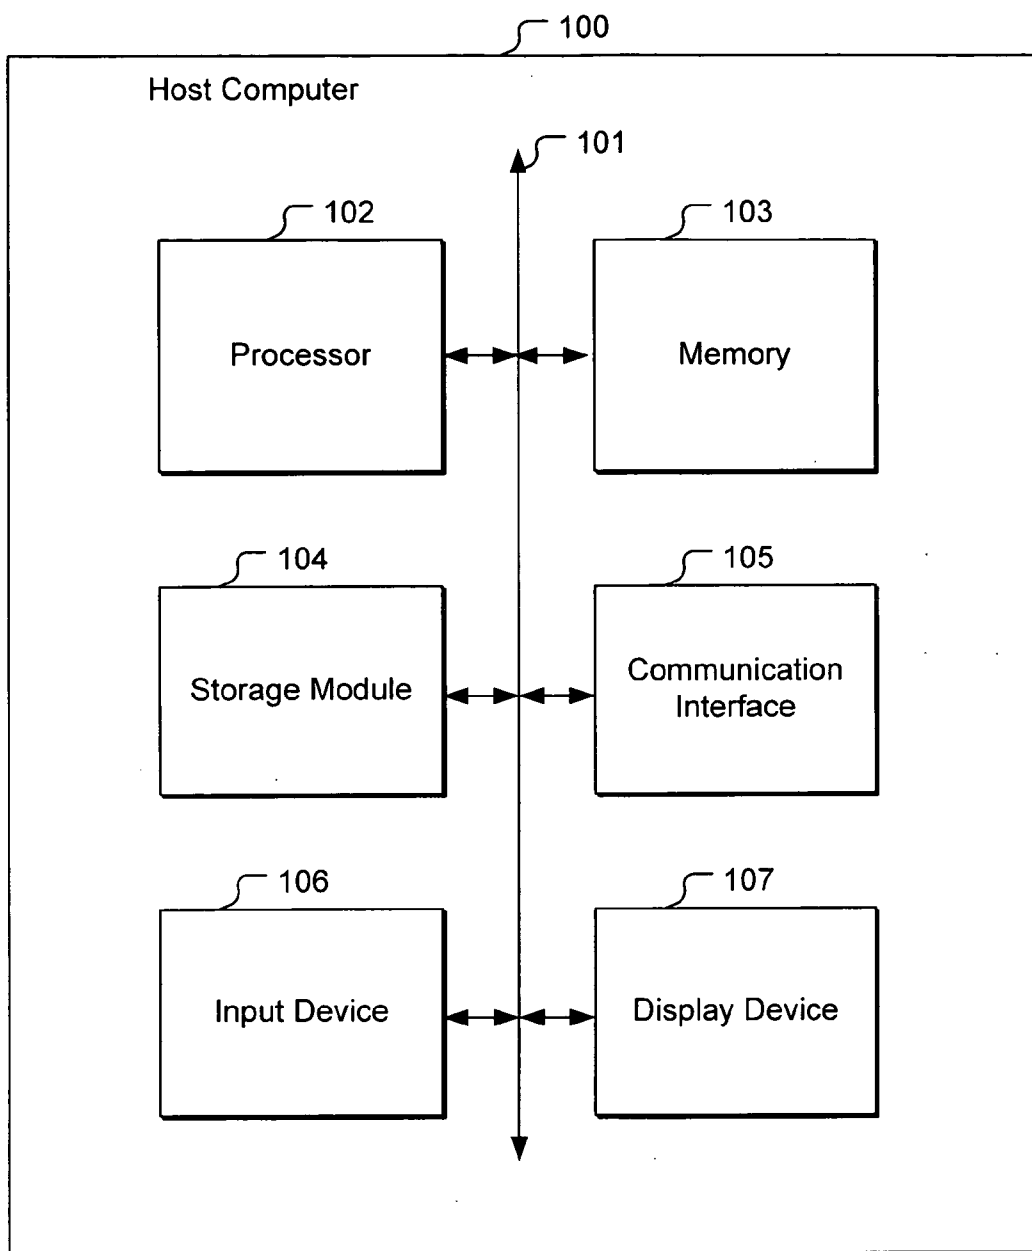 100
Host Computer
101
102
103
Processor
Memory
104
105
Storage Module
Communication
Interface
106
107
Input Device
Display Device